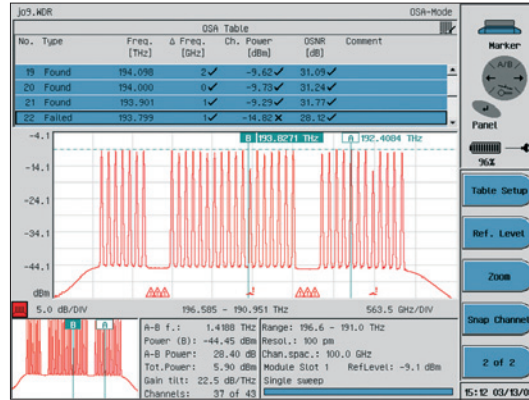 jo9.WDR OSA-Mode
OSA Table
No. Type Freq. Δ Freq. Ch. Power OSNR Comment
[THz] [GHz] [dBm] [dB]
19 Found 194.098 2✓ -9.62✓ 31.09✓
20 Found 194.000 0✓ -9.73✓ 31.24✓
21 Found 193.901 1✓ -9.29✓ 31.77✓
22 Failed 193.799 1✓ -14.82✗ 28.12✓
Marker
A/B
Panel
96%
-4.1
B 193.8271 THz A 192.4084 THz
-14.1
-24.1
-34.1
-44.1
dBm
5.0 dB/DIV 196.585 - 190.951 THz 563.5 GHz/DIV
Table Setup
Ref. Level
Zoom
Snap Channel
2 of 2
B A
A-B f.: 1.4188 THz
Power (B): -44.45 dBm
A-B Power: 28.40 dB
Tot.Power: 5.90 dBm
Gain tilt: 22.5 dB/THz
Channels: 37 of 43
Range: 196.6 - 191.0 THz
Resol.: 100 pm
Chan.spac.: 100.0 GHz
Module Slot 1 RefLevel: -9.1 dBm
Single sweep
15:12 03/13/0